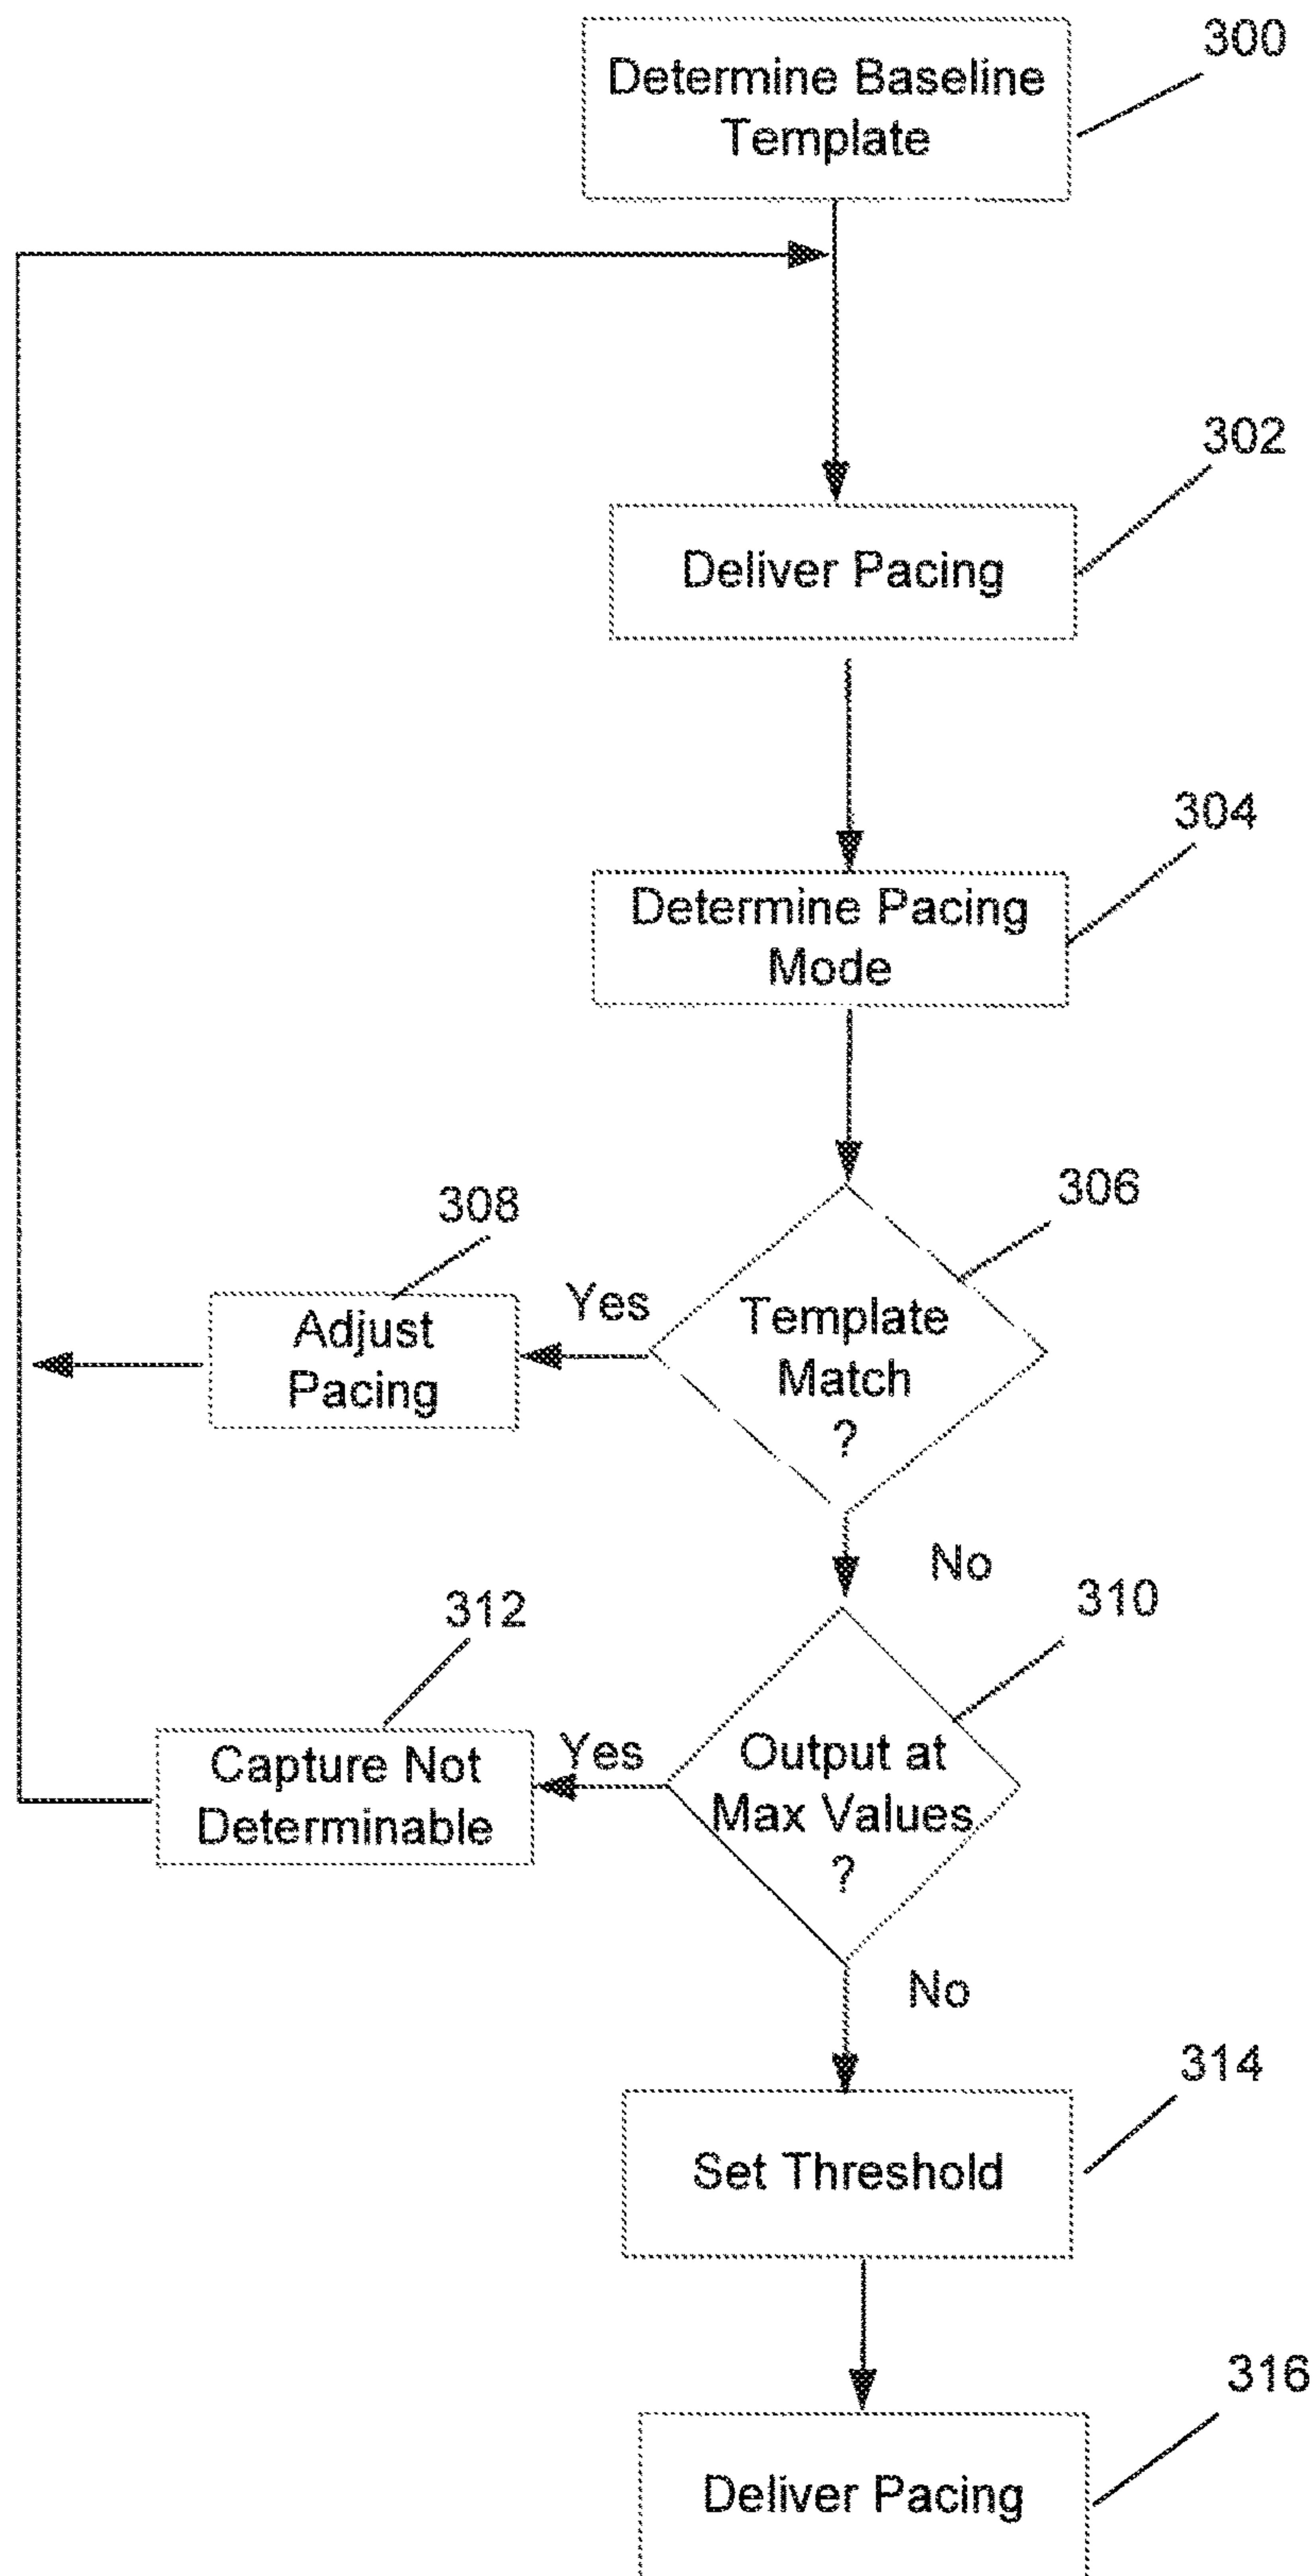 300
Determine Baseline
Template
302
Deliver Pacing
304
Determine Pacing
Mode
306
Template
Match
?
Yes
308
Adjust
Pacing
No
310
Output at
Max Values
?
Yes
312
Capture Not
Determinable
No
314
Set Threshold
316
Deliver Pacing